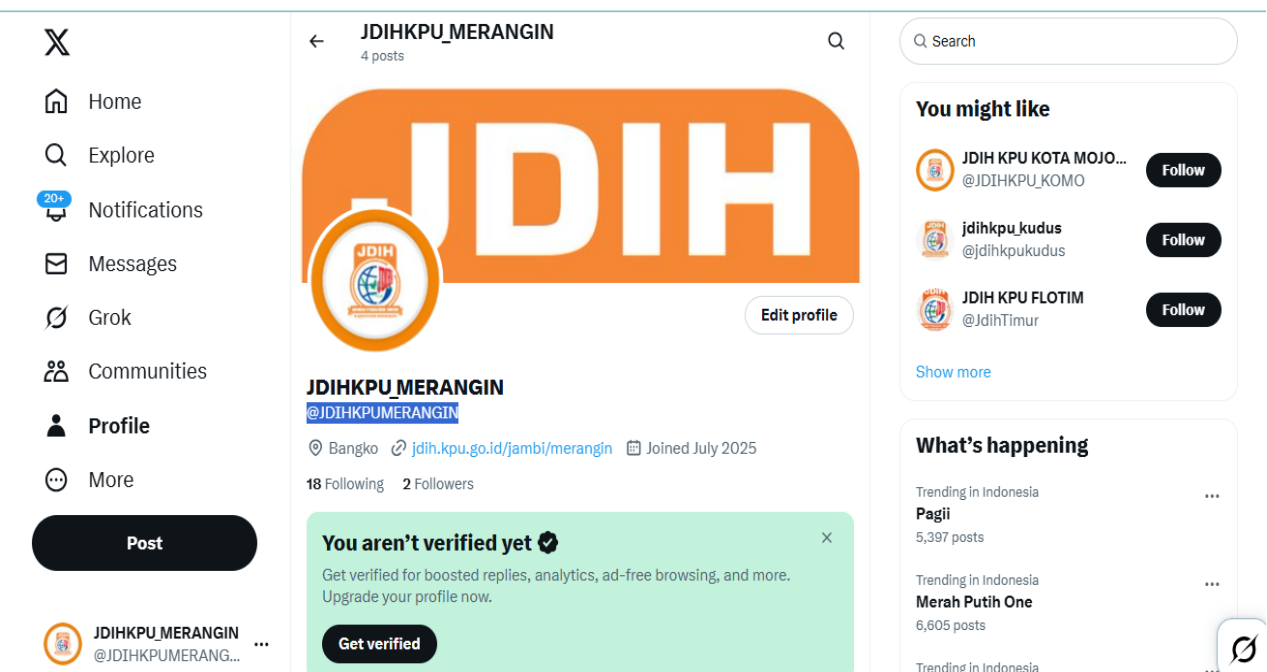 Home
Explore
20+
Notifications
Messages
Grok
Communities
Profile
More
Post
JDIHKPU_MERANGIN
@JDIHKPUMERANG...
JDIHKPU_MERANGIN
4 posts
JDIH
JDIH
Edit profile
JDIHKPU_MERANGIN
@JDIHKPUMERANGIN
Bangko jdih.kpu.go.id/jambi/merangin Joined July 2025
18 Following 2 Followers
You aren't verified yet
Get verified for boosted replies, analytics, ad-free browsing, and more.
Upgrade your profile now.
Get verified
Search
You might like
JDIH KPU KOTA MOJO...
@JDIHKPU_KOMO
Follow
jdihkpu_kudus
@jdihkpukudus
Follow
JDIH KPU FLOTIM
@JdihTimur
Follow
Show more
What's happening
Trending in Indonesia
Pagii
5,397 posts
Trending in Indonesia
Merah Putih One
6,605 posts
Trending in Indonesia